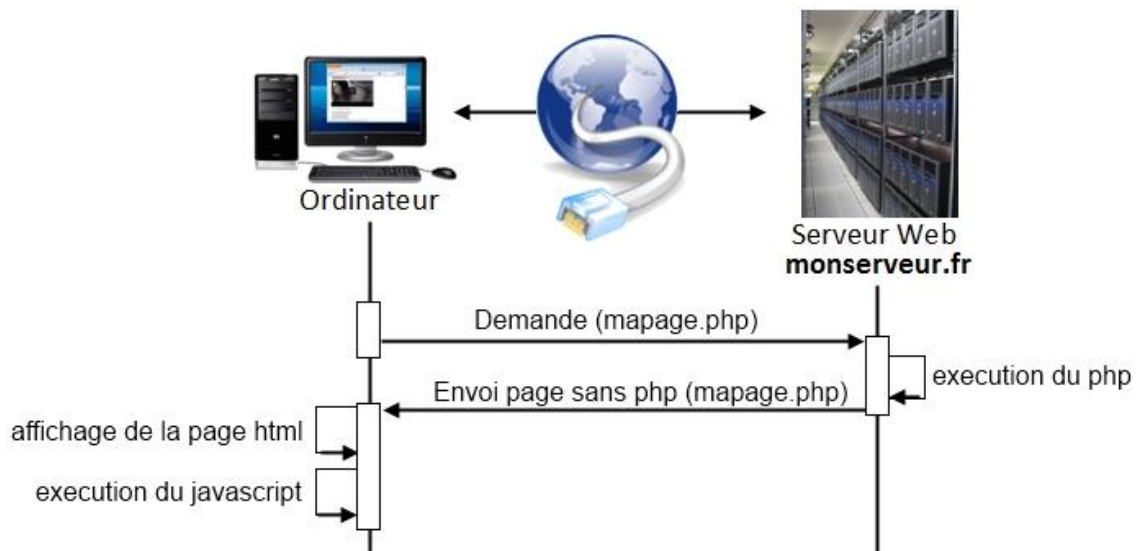 Ordinateur
Serveur Web
monserveur.fr
Demande (mapage.php)
execution du php
Envoi page sans php (mapage.php)
affichage de la page html
execution du javascript